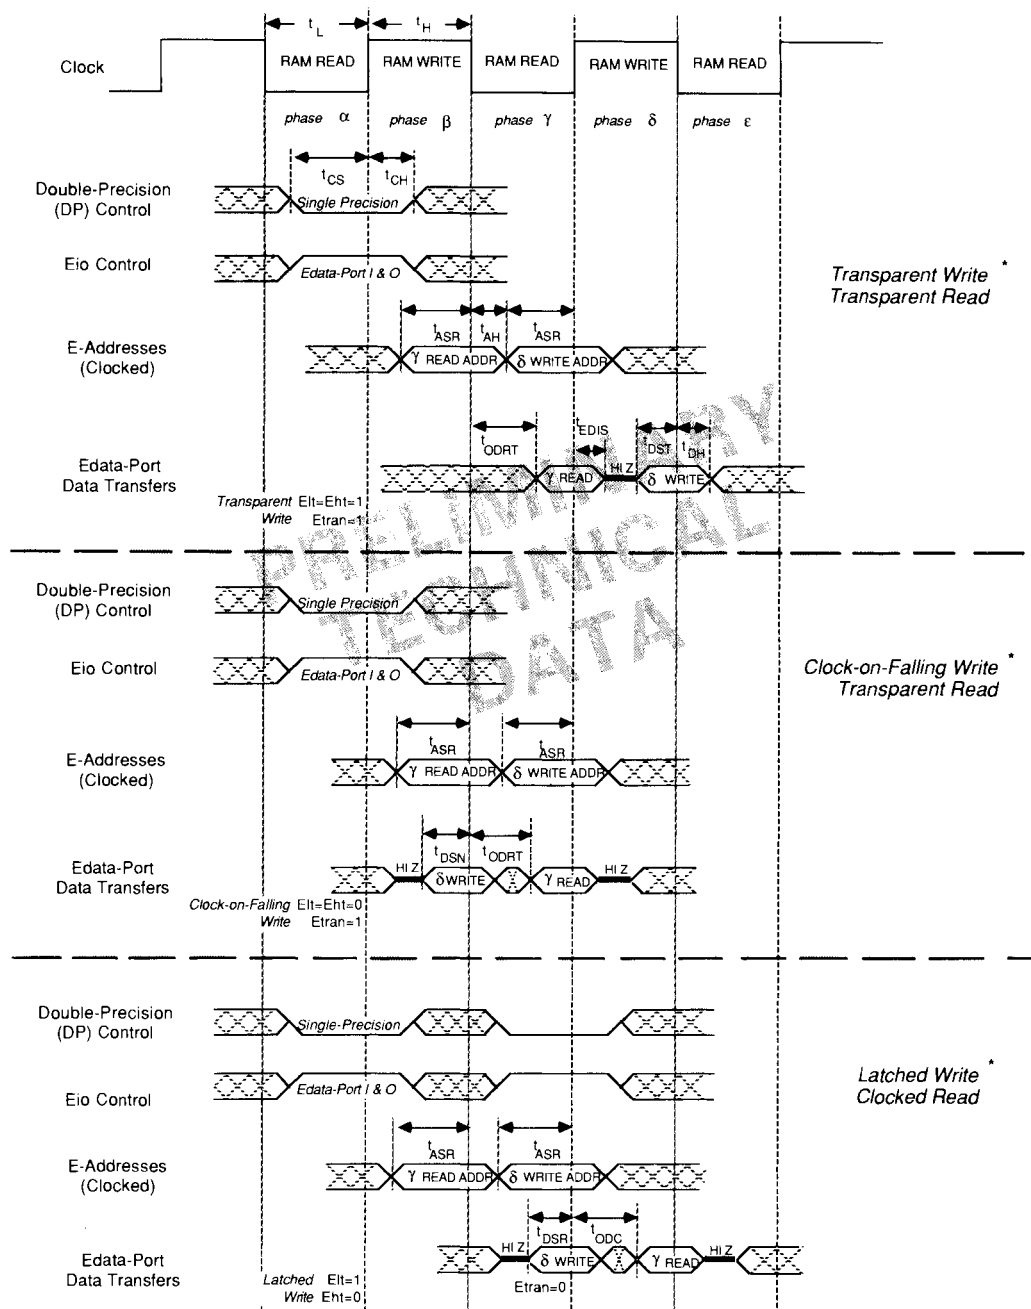 t L
t H
Clock
RAM READ RAM WRITE RAM READ RAM WRITE RAM READ
phase α phase β phase γ phase δ phase ε
t CS t CH
Double-Precision
(DP) Control
Single Precision
Eio Control
Edata-Port I & O
Transparent Write *
Transparent Read
t ASR t AH t ASR
E-Addresses
(Clocked)
γ READ ADDR δ WRITE ADDR
t ODRT t EDIS t DST t DH
Edata-Port
Data Transfers
γ READ HI Z δ WRITE
Transparent Elt=Eht=1
Write Etran=1
PRELIMINARY
TECHNICAL
DATA
Double-Precision
(DP) Control
Single Precision
Eio Control
Edata-Port I & O
Clock-on-Falling Write *
Transparent Read
t ASR t ASR
E-Addresses
(Clocked)
γ READ ADDR δ WRITE ADDR
t DSN t ODRT
Edata-Port
Data Transfers
HI Z δ WRITE γ READ HI Z
Clock-on-Falling Elt=Eht=0
Write Etran=1
Double-Precision
(DP) Control
Single-Precision
Eio Control
Edata-Port I & O
Latched Write *
Clocked Read
t ASR t ASR
E-Addresses
(Clocked)
γ READ ADDR δ WRITE ADDR
t DSR t ODC
Edata-Port
Data Transfers
HI Z δ WRITE γ READ HI Z
Latched Elt=1
Write Eht=0
Etran=0